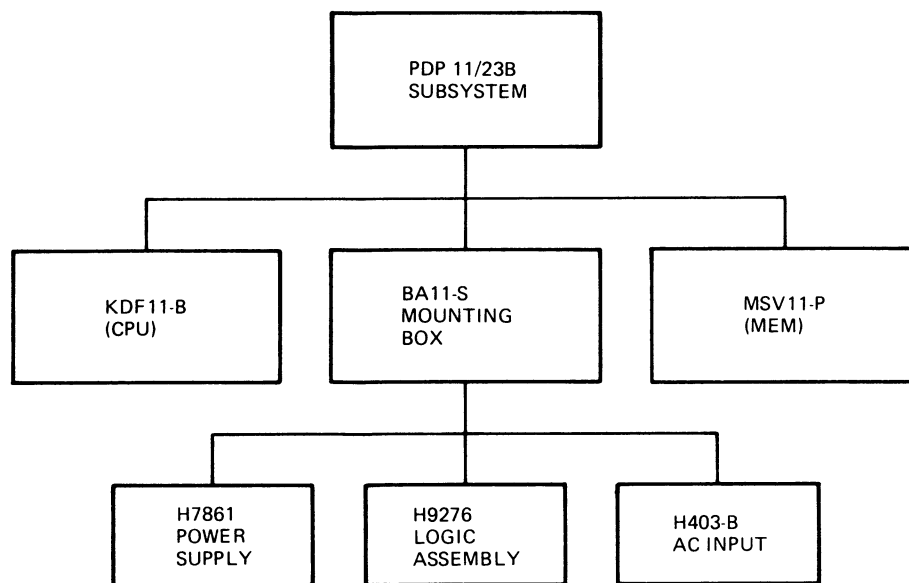 PDP 11/23B
SUBSYSTEM
KDF11-B
(CPU)
BA11-S
MOUNTING
BOX
MSV11-P
(MEM)
H7861
POWER
SUPPLY
H9276
LOGIC
ASSEMBLY
H403-B
AC INPUT